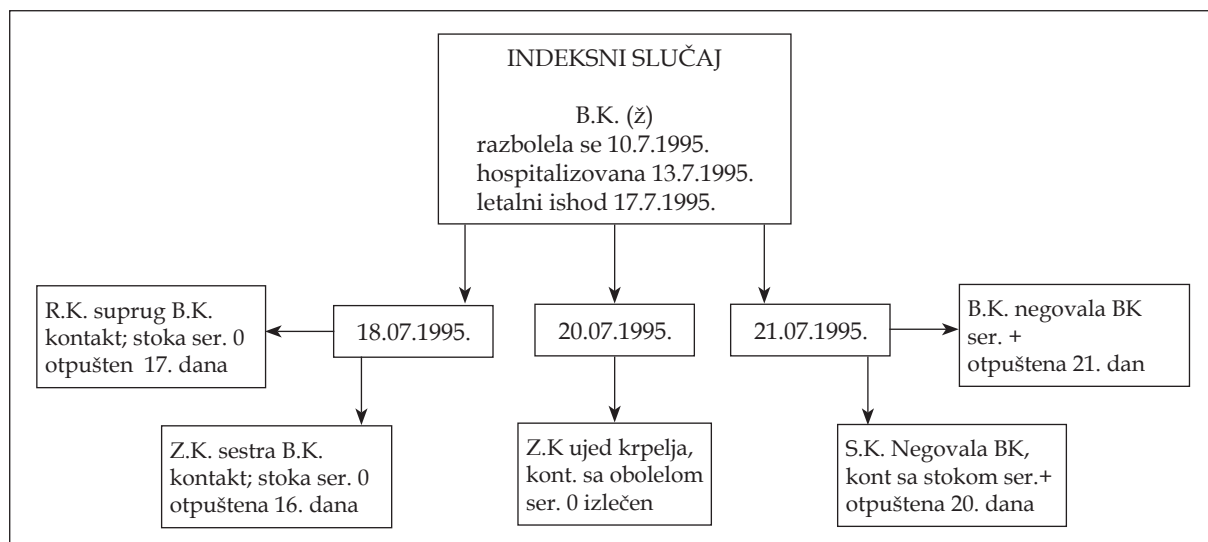 INDEKSNI SLUČAJ
B.K. (ž)
razbolela se 10.7.1995.
hospitalizovana 13.7.1995.
letalni ishod 17.7.1995.
R.K. suprug B.K.
kontakt; stoka ser. 0
otpušten 17. dana
18.07.1995.
20.07.1995.
21.07.1995.
B.K. negovala BK
ser. +
otpuštena 21. dan
Z.K. sestra B.K.
kontakt; stoka ser. 0
otpuštena 16. dana
Z.K ujed krpelja,
kont. sa obolelom
ser. 0 izlečen
S.K. Negovala BK,
kont sa stokom ser.+
otpuštena 20. dana